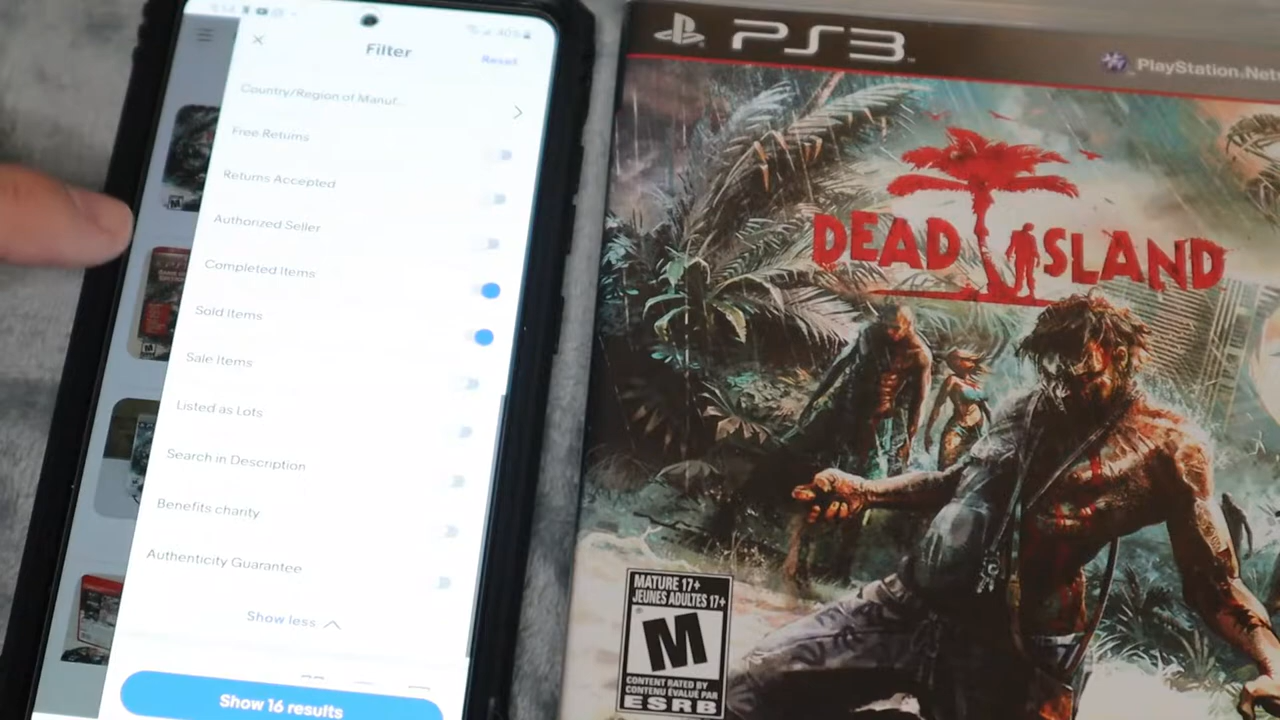 40%
Filter
Reset
Country/Region of Manuf...
Free Returns
Returns Accepted
Authorized Seller
Completed Items
Sold Items
Sale Items
Listed as Lots
Search in Description
Benefits charity
Authenticity Guarantee
Show less
Show 16 results
PS3
PlayStation.Net
DEAD ISLAND
MATURE 17+
JEUNES ADULTES 17+
M
CONTENT RATED BY
CONTENU ÉVALUÉ PAR
ESRB